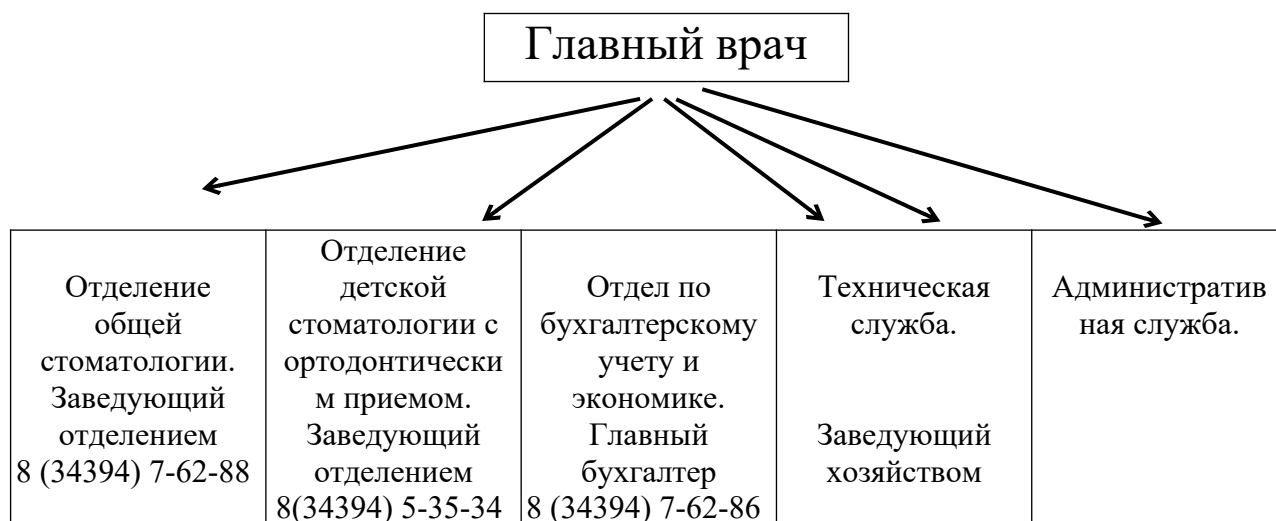 Главный врач
Отделение
общей
стоматологии.
Заведующий
отделением
8 (34394) 7-62-88
Отделение
детской
стоматологии с
ортодонтически
м приемом.
Заведующий
отделением
8(34394) 5-35-34
Отдел по
бухгалтерскому
учету и
экономике.
Главный
бухгалтер
8 (34394) 7-62-86
Техническая
служба.
Заведующий
хозяйством
Административ
ная служба.